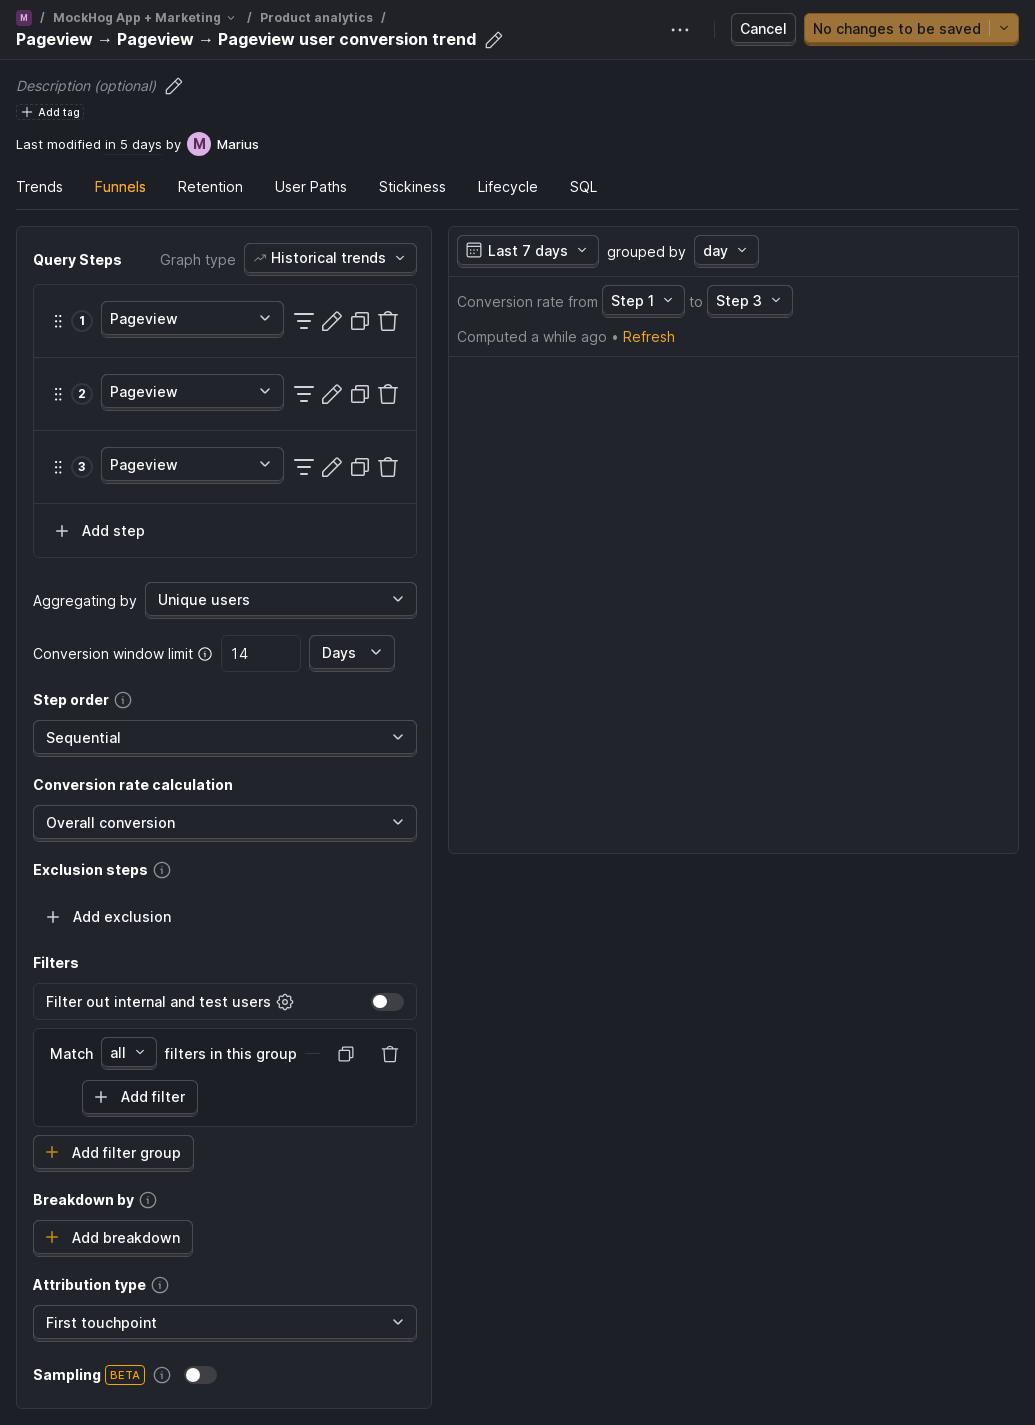 M / MockHog App + Marketing / Product analytics /
Pageview → Pageview → Pageview user conversion trend
Cancel
No changes to be saved
Description (optional)
Add tag
Last modified in 5 days by M Marius
Trends Funnels Retention User Paths Stickiness Lifecycle SQL
Query Steps Graph type Historical trends
1 Pageview
2 Pageview
3 Pageview
Add step
Aggregating by Unique users
Conversion window limit 14 Days
Step order
Sequential
Conversion rate calculation
Overall conversion
Exclusion steps
Add exclusion
Filters
Filter out internal and test users
Match all filters in this group
Add filter
Add filter group
Breakdown by
Add breakdown
Attribution type
First touchpoint
Sampling BETA
Last 7 days grouped by day
Conversion rate from Step 1 to Step 3
Computed a while ago • Refresh